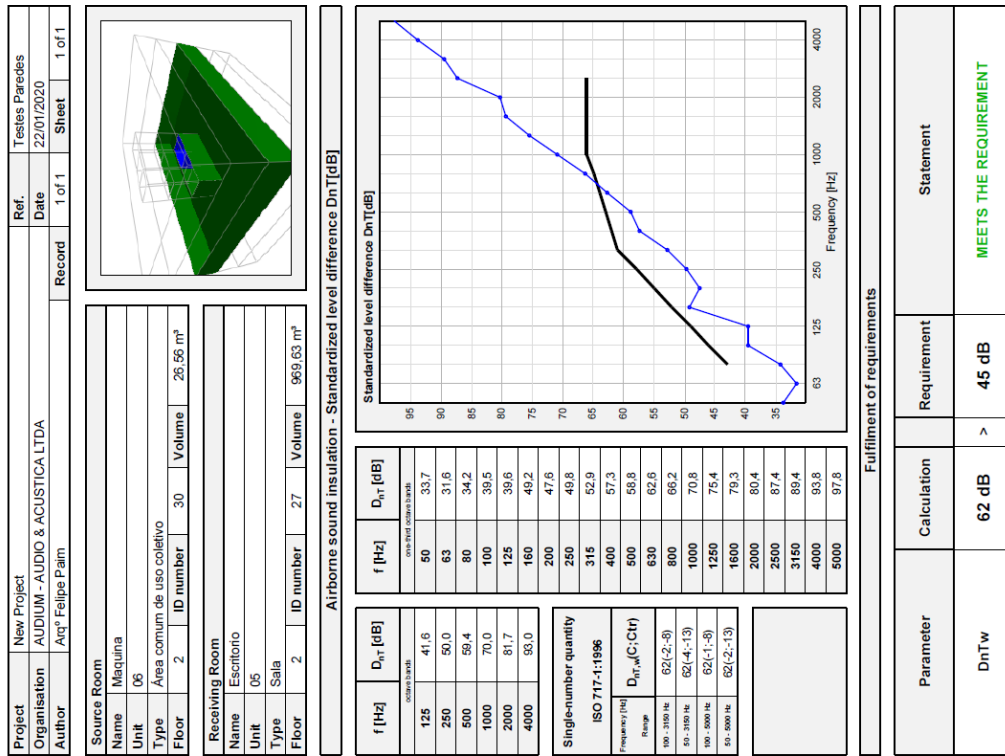 Project New Project Ref. Testes Paredes
Organisation AUDIUM - AUDIO & ACUSTICA LTDA Date 22/01/2020
Author Arqº Felipe Paim Record 1 of 1 Sheet 1 of 1
Source Room
Name Maquina
Unit 06
Type Área comum de uso coletivo
Floor 2 ID number 30 Volume 26,56 m³
Receiving Room
Name Escritorio
Unit 05
Type Sala
Floor 2 ID number 27 Volume 969,63 m³
Airborne sound insulation - Standardized level difference DnT[dB]
f [Hz] DnT [dB]
octave bands
125 41,6
250 50,0
500 59,4
1000 70,0
2000 81,7
4000 93,0
Single-number quantity
ISO 717-1:1996
Frequency [Hz] Range DnT,w(C;Ctr)
100 - 3150 Hz 62(-2;-8)
50 - 3150 Hz 62(-4;-13)
100 - 5000 Hz 62(-1;-8)
50 - 5000 Hz 62(-2;-13)
f [Hz] DnT [dB]
one-third octave bands
50 33,7
63 31,6
80 34,2
100 39,5
125 39,6
160 49,2
200 47,6
250 49,8
315 52,9
400 57,3
500 58,8
630 62,6
800 66,2
1000 70,8
1250 75,4
1600 79,3
2000 80,4
2500 87,4
3150 89,4
4000 93,8
5000 97,8
Standardized level difference DnT[dB]
95
90
85
80
75
70
65
60
55
50
45
40
35
63 125 250 500 1000 2000 4000
Frequency [Hz]
Fulfilment of requirements
Parameter Calculation Requirement Statement
DnTw 62 dB > 45 dB MEETS THE REQUIREMENT